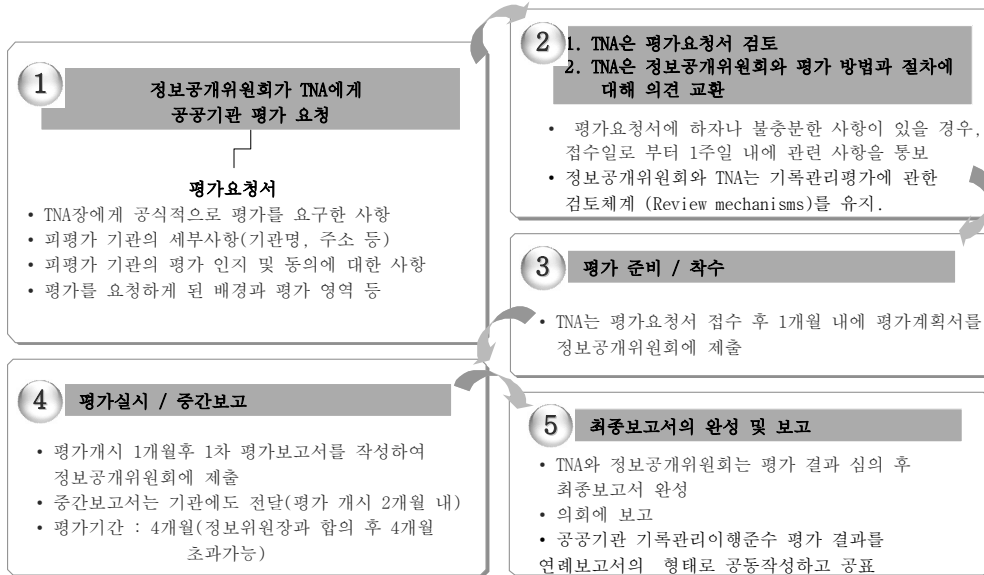 1
정보공개위원회가 TNA에게
공공기관 평가 요청
평가요청서
• TNA장에게 공식적으로 평가를 요구한 사항
• 피평가 기관의 세부사항(기관명, 주소 등)
• 피평가 기관의 평가 인지 및 동의에 대한 사항
• 평가를 요청하게 된 배경과 평가 영역 등
2
1. TNA은 평가요청서 검토
2. TNA은 정보공개위원회와 평가 방법과 절차에
대해 의견 교환
• 평가요청서에 하자나 불충분한 사항이 있을 경우,
접수일로 부터 1주일 내에 관련 사항을 통보
• 정보공개위원회와 TNA는 기록관리평가에 관한
검토체계 (Review mechanisms)를 유지.
3
평가 준비 / 착수
• TNA는 평가요청서 접수 후 1개월 내에 평가계획서를
정보공개위원회에 제출
4
평가실시 / 중간보고
• 평가개시 1개월후 1차 평가보고서를 작성하여
정보공개위원회에 제출
• 중간보고서는 기관에도 전달(평가 개시 2개월 내)
• 평가기간 : 4개월(정보위원장과 합의 후 4개월
초과가능)
5
최종보고서의 완성 및 보고
• TNA와 정보공개위원회는 평가 결과 심의 후
최종보고서 완성
• 의회에 보고
• 공공기관 기록관리이행준수 평가 결과를
연례보고서의 형태로 공동작성하고 공표